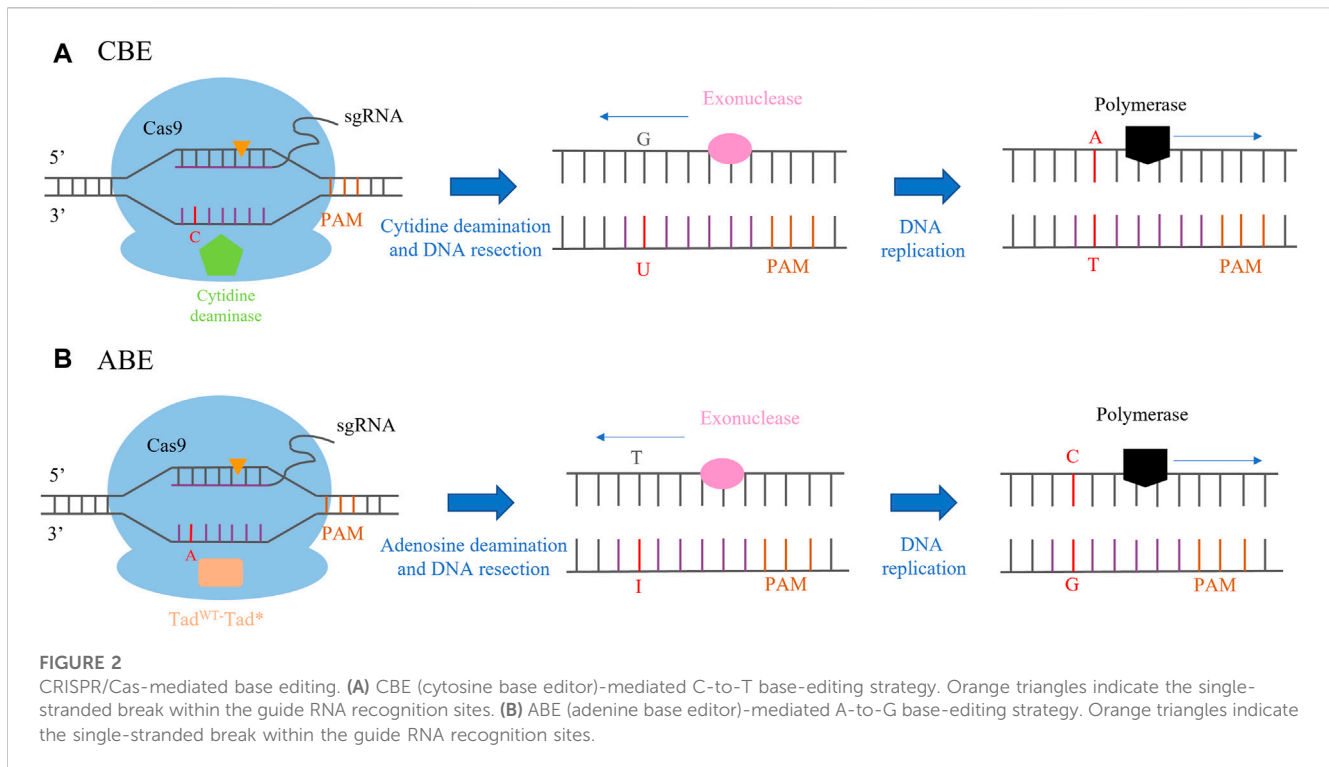 A CBE
Cas9
sgRNA
5’
3’
C
PAM
Cytidine
deaminase
Cytidine deamination
and DNA resection
Exonuclease
G
U
PAM
DNA
replication
Polymerase
A
T
PAM
B ABE
Cas9
sgRNA
5’
3’
A
PAM
Tadᵂᵀ⁻Tad*
Adenosine deamination
and DNA resection
Exonuclease
T
I
PAM
DNA
replication
Polymerase
C
G
PAM
FIGURE 2
CRISPR/Cas-mediated base editing. (A) CBE (cytosine base editor)-mediated C-to-T base-editing strategy. Orange triangles indicate the single-
stranded break within the guide RNA recognition sites. (B) ABE (adenine base editor)-mediated A-to-G base-editing strategy. Orange triangles indicate
the single-stranded break within the guide RNA recognition sites.